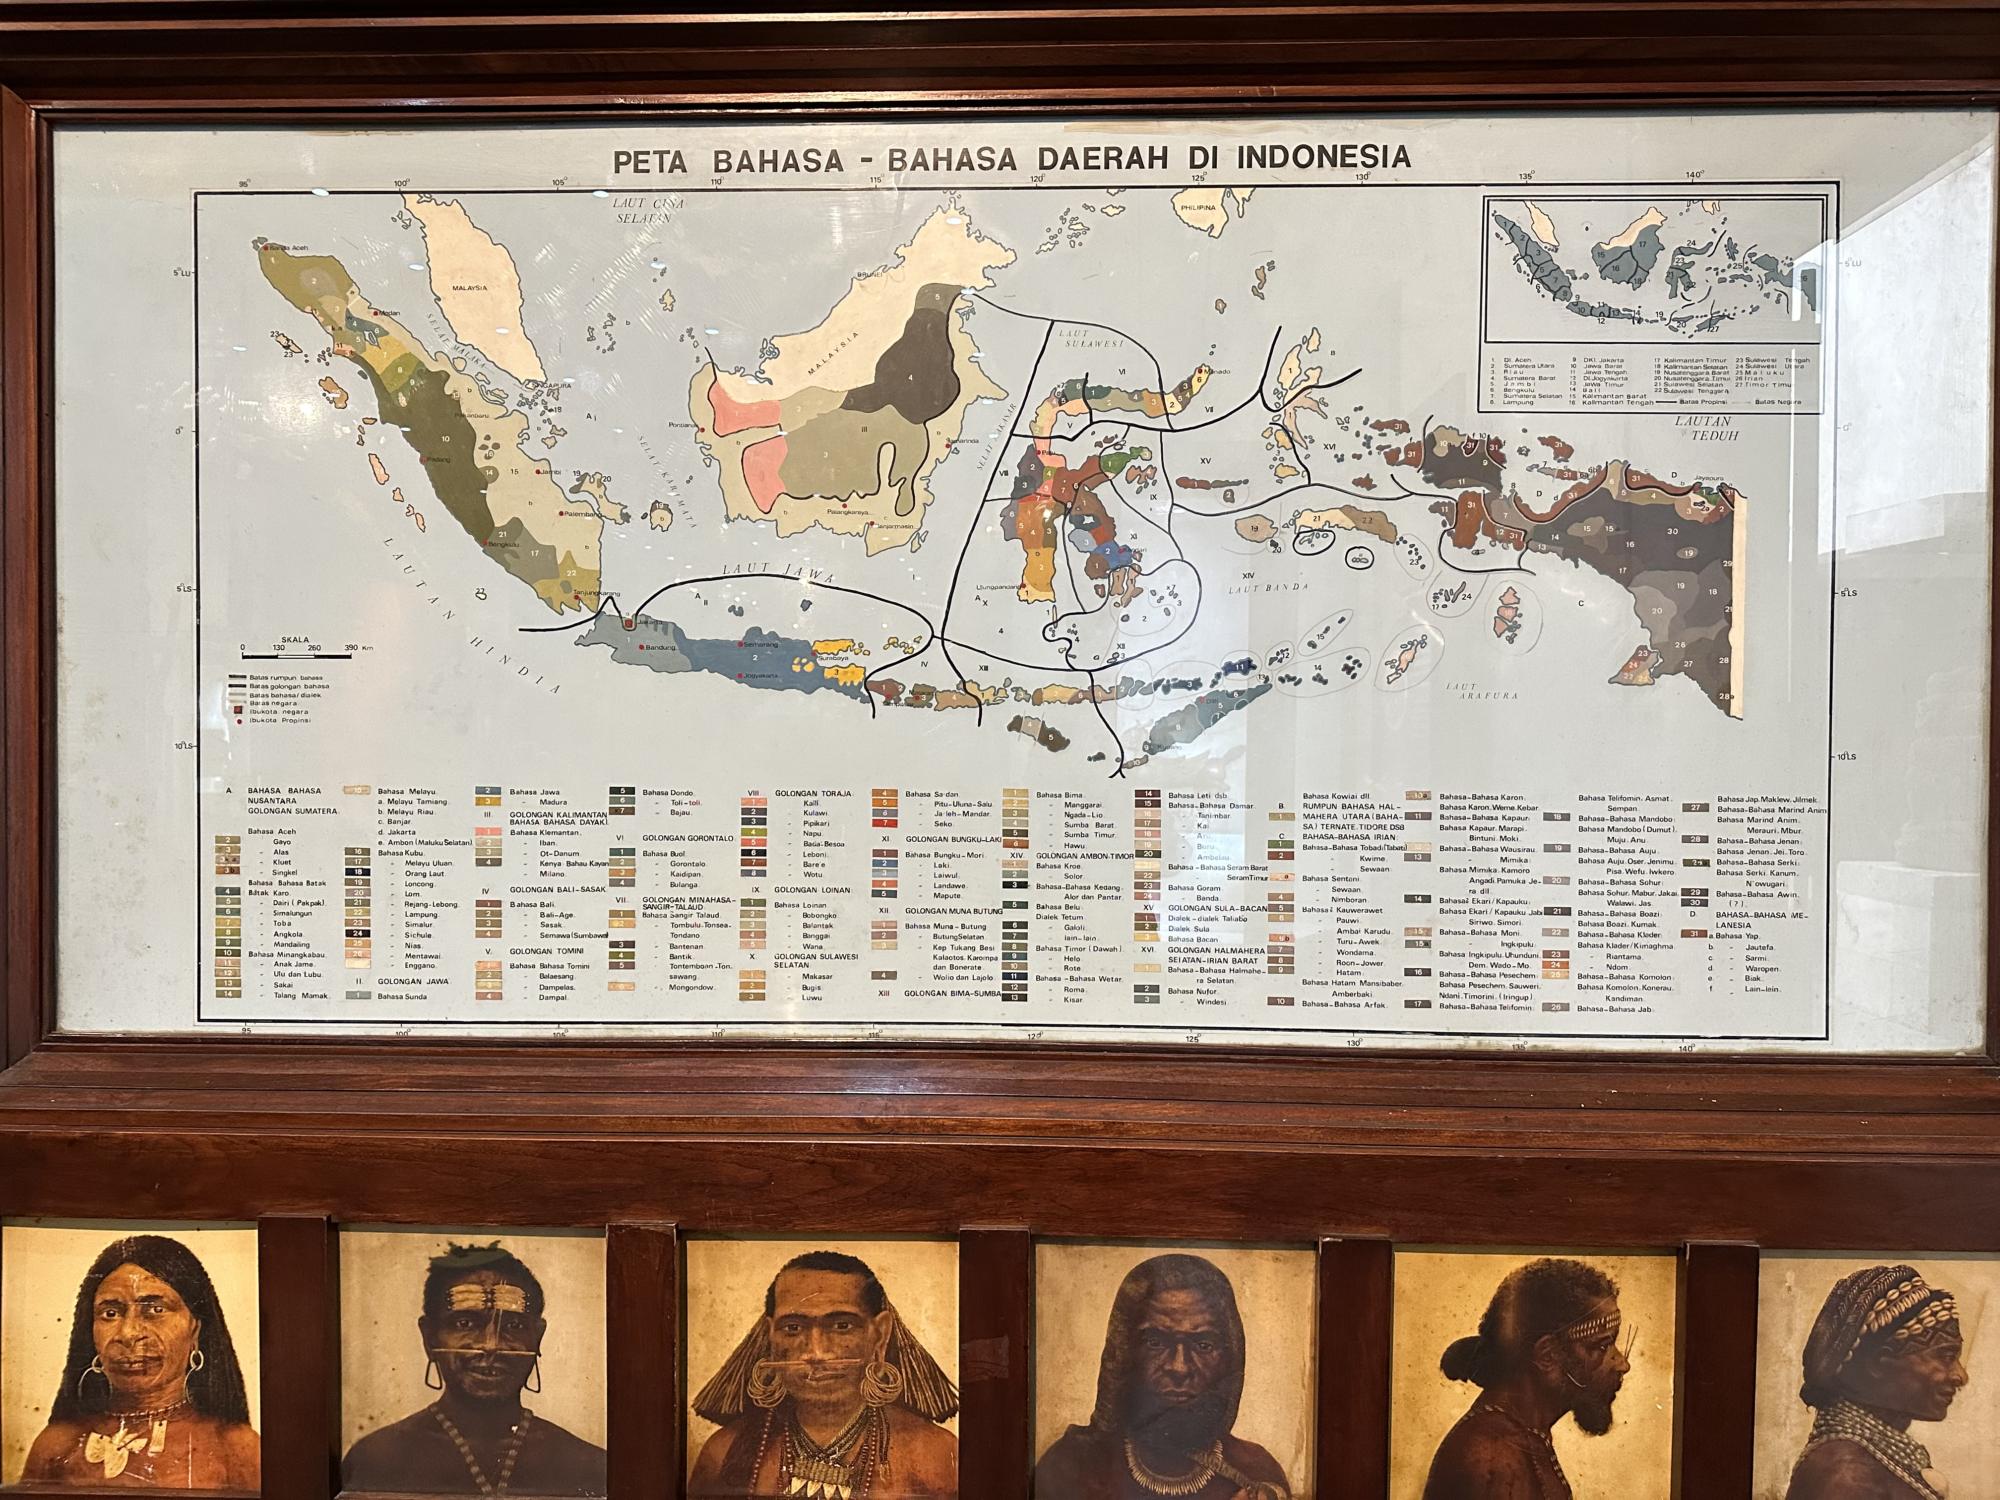 PETA BAHASA - BAHASA DAERAH DI INDONESIA
95° 100° 105° 110° 115° 120° 125° 130° 135° 140°
LAUT CINA
SELATAN
PHILIPINA
Banda Aceh
5°LU
MALAYSIA
BRUNEI
Medan
SELAT MALAKA
MALAYSIA
LAUT
SULAWESI
Manado
SINGAPURA
Pakanbaru
Pontianak
Samarinda
SELAT MAKASAR
LAUTAN
TEDUH
0°
Padang
Jambi
SELAT KARIMATA
Palu
Jayapura
Palembang
Palangkaraya
Banjarmasin
Bengkulu
Kendari
LAUT JAWA
Ujungpandang
LAUT BANDA
5°LS
Tanjungkarang
LAUTAN HINDIA
Jakarta
Bandung
Semarang
Surabaya
Jogyakarta
LAUT
ARAFURA
Kupang
10°LS
SKALA
0 130 260 390 Km
Batas rumpun bahasa
Batas golongan bahasa
Batas bahasa/dialek
Batas negara
Ibukota negara
Ibukota Propinsi
1. DI. Aceh
2. Sumatera Utara
3. Riau
4. Sumatera Barat
5. Jambi
6. Bengkulu
7. Sumatera Selatan
8. Lampung
9 DKI. Jakarta
10 Jawa Barat
11 Jawa Tengah
12 DI.Jogyakarta
13 Jawa Timur
14 Bali
15 Kalimantan Barat
16 Kalimantan Tengah
17 Kalimantan Timur
18 Kalimantan Selatan
19 Nusatenggara Barat
20 Nusatenggara Timur
21 Sulawesi Selatan
22 Sulawesi Tenggara
23 Sulawesi Tengah
24 Sulawesi Utara
25 Maluku
26 Irian
27 Timor Timur
Batas Propinsi
Batas Negara
A. BAHASA BAHASA
NUSANTARA
GOLONGAN SUMATERA
Bahasa Aceh
2 " Gayo
3 " Alas
" Kluet
" Singkel
Bahasa Bahasa Batak
4 Batak Karo.
5 " Dairi (Pakpak)
6 " Simalungun
7 " Toba
8 " Angkola
9 " Mandailing
10 Bahasa Minangkabau.
11 " Anak Jame.
12 " Ulu dan Lubu.
13 " Sakai
14 " Talang Mamak.
15 Bahasa Melayu.
a. Melayu Tamiang.
b. Melayu Riau.
c. Banjar
d. Jakarta
e. Ambon (Maluku Selatan)
16 Bahasa Kubu.
17 " Melayu Uluan.
18 " Orang Laut.
19 " Loncong.
20 " Lom.
21 " Rejang-Lebong.
22 " Lampung.
23 " Simalur.
24 " Sichule.
25 " Nias.
26 " Mentawai.
" Enggano.
II. GOLONGAN JAWA.
1 Bahasa Sunda
2 Bahasa Jawa
3 " Madura
III. GOLONGAN KALIMANTAN
BAHASA BAHASA DAYAK
1 Bahasa Klemantan.
2 " Iban.
3 " Ot-Danum
4 " Kenya Bahau Kayan
5 " Milano.
IV GOLONGAN BALI-SASAK
1 Bahasa Bali.
2 " Bali-Age.
3 " Sasak.
4 " Semawa (Sumbawa)
V. GOLONGAN TOMINI
1 Bahasa Bahasa Tomini
2 " Balaesang
3 " Dampelas.
4 " Dampal.
5 Bahasa Dondo.
6 " Toli-toli.
7 " Bajau.
VI GOLONGAN GORONTALO
1 Bahasa Buol.
2 " Gorontalo.
3 " Kaidipan
4 " Bulanga
VII. GOLONGAN MINAHASA-
SANGIR-TALAUD
Bahasa Sangir Talaud.
" Tombulu-Tonsea-
Tondano
3 " Bantenan.
4 " Bantik.
5 " Tontemboan-Ton.
sawang.
" Mongondow.
VIII GOLONGAN TORAJA
1 " Kaili.
2 " Kulawi.
3 " Pipikari
4 " Napu.
5 " Bada-Besoa
6 " Leboni.
7 " Bare'e
8 " Wotu
IX GOLONGAN LOINAN
1 Bahasa Loinan
2 " Bobongko
3 " Balantak
4 " Banggai
5 " Wana
X GOLONGAN SULAWESI
SELATAN
1 " Makasar
2 " Bugis.
3 " Luwu
4 Bahasa Sa-dan
5 " Pitu-Uluna-Salu
6 " Ja leh-Mandar.
7 " Seko.
XI. GOLONGAN BUNGKU-LAKI
1 Bahasa Bungku-Mori.
2 " Laki.
3 " Laiwui.
4 " Landawe.
5 " Mapute.
XII. GOLONGAN MUNA BUTUNG
1 Bahasa Muna-Butung
2 " ButungSelatan
3 " Kep Tukang Besi
" Kalaotos. Karompa
dan Bonerate.
4 " Wolio dan Lajolo.
XIII GOLONGAN BIMA-SUMBA
1 Bahasa Bima.
2 " Manggarai.
3 " Ngada-Lio.
4 " Sumba Barat.
5 " Sumba Timur.
6 " Hawu
XIV GOLONGAN AMBON-TIMOR
Bahasa Kroe.
2 " Solor
3 Bahasa-Bahasa Kedang.
Alor dan Pantar.
5 Bahasa Belu.
6 Dialek Tetum
7 " Galoli.
" lain-lain.
8 Bahasa Timor (Dawah)
9 " Helo
10 " Rote
11 Bahasa-Bahasa Wetar.
12 " Roma
13 " Kisar.
14 Bahasa Leti dsb.
15 Bahasa-Bahasa Damar.
16 " Tanimbar
17 " Kai
18 " Aru.
19 " Buru
20 " Ambelau
Bahasa-Bahasa Seram Barat
22 SeramTimur
23 Bahasa Goram
24 " Banda.
XV GOLONGAN SULA-BACAN
1 Dialek-dialek Taliabo
2 Dialek Sula
3 Bahasa Bacan
XVI. GOLONGAN HALMAHERA
SELATAN-IRIAN BARAT
1 Bahasa-Bahasa Halmahe-
ra Selatan.
2 Bahasa Nufor.
3 " Windesi
Bahasa Kowiai dll.
B. RUMPUN BAHASA HAL-
1 MAHERA UTARA (BAHA-
SA) TERNATE.TIDORE DSB
C BAHASA-BAHASA IRIAN.
1 Bahasa-Bahasa Tobadi(Tabati)
2 " Kwime.
" Sewaan
Bahasa Sentani.
" Sewaan
4 " Nimboran
5 Bahasa Kauwerawet
" Pauwi.
6 Ambai Karudu.
" Turu-Awek.
7 " Wondama.
8 " Roon-Jower
9 " Hatam.
Bahasa Hatam Mansibaber.
Amberbaki
10 Bahasa-Bahasa Arfak.
Bahasa-Bahasa Karon.
Bahasa Karon.Weme.Kebar.
11 Bahasa-Bahasa Kapaur.
Bahasa Kapaur. Marapi.
Bintuni. Moki.
Bahasa-Bahasa Wausirau.
13 " Mimika.
Bahasa Mimika. Kamoro
Angadi.Pamuka Je-
ra dll.
14 Bahasa Ekari / Kapauku.
Bahasa Ekari / Kapauku Jabi
Siriwo. Simori.
15 Bahasa-Bahasa Moni.
" Ingkipulu.
Bahasa Ingkipulu. Uhunduni.
Dem. Wado-Mo.
16 Bahasa-Bahasa Pesechem.
Bahasa Pesechem. Sauweri.
Ndani.Timorini.(Iringup)
17 Bahasa-Bahasa Telifomin.
Bahasa Telifomin. Asmat.
Sempan.
18 Bahasa-Bahasa Mandobo.
Bahasa Mandobo (Dumut).
Muju. Anu
19 Bahasa-Bahasa Auju.
Bahasa Auju. Oser. Jenimu.
Pisa. Wefu. Iwkero.
20 Bahasa-Bahasa Sohur.
Bahasa Sohur. Mabur. Jakai.
Walawi. Jas.
21 Bahasa-Bahasa Boazi.
Bahasa Boazi. Kumak.
22 Bahasa-Bahasa Kleder.
Bahasa Klader/Kimaghma.
23 " Riantama.
24 " Ndom.
25 Bahasa-Bahasa Komolon.
Bahasa Komolon. Konerau.
Kandiman.
26 Bahasa-Bahasa Jab.
Bahasa Jap. Maklew. Jilmek.
27 Bahasa-Bahasa Marind Anim
Bahasa Marind Anim.
Merauri. Mbur.
28 Bahasa-Bahasa Jenan.
Bahasa Jenan. Jei. Toro.
Bahasa-Bahasa Serki.
Bahasa Serki. Kanum.
N'owugari.
29 Bahasa-Bahasa Awin.
30 (?).
D. BAHASA-BAHASA ME-
LANESIA
31 a. Bahasa Yap.
b. " Jautefa.
c. " Sarmi.
d. " Waropen.
e. " Biak.
f. " Lain-lein.